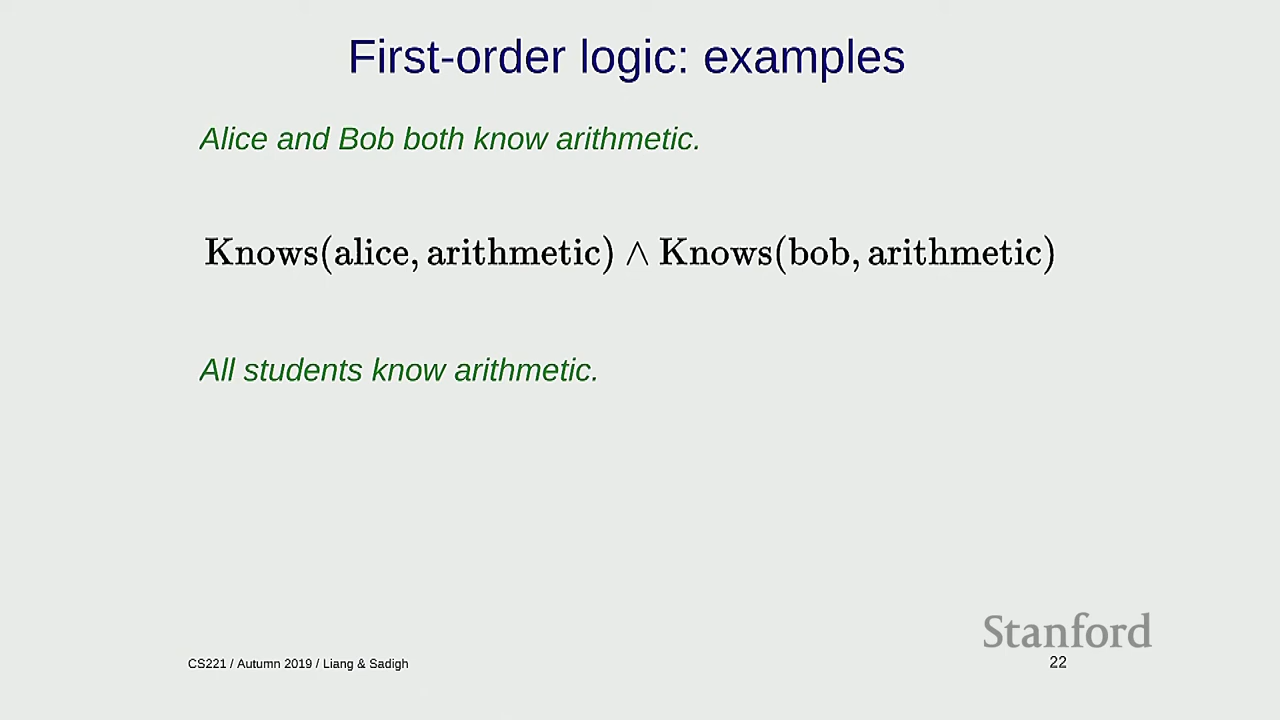 First-order logic: examples
Alice and Bob both know arithmetic.
Knows(alice, arithmetic) ∧ Knows(bob, arithmetic)
All students know arithmetic.
Stanford
CS221 / Autumn 2019 / Liang & Sadigh
22